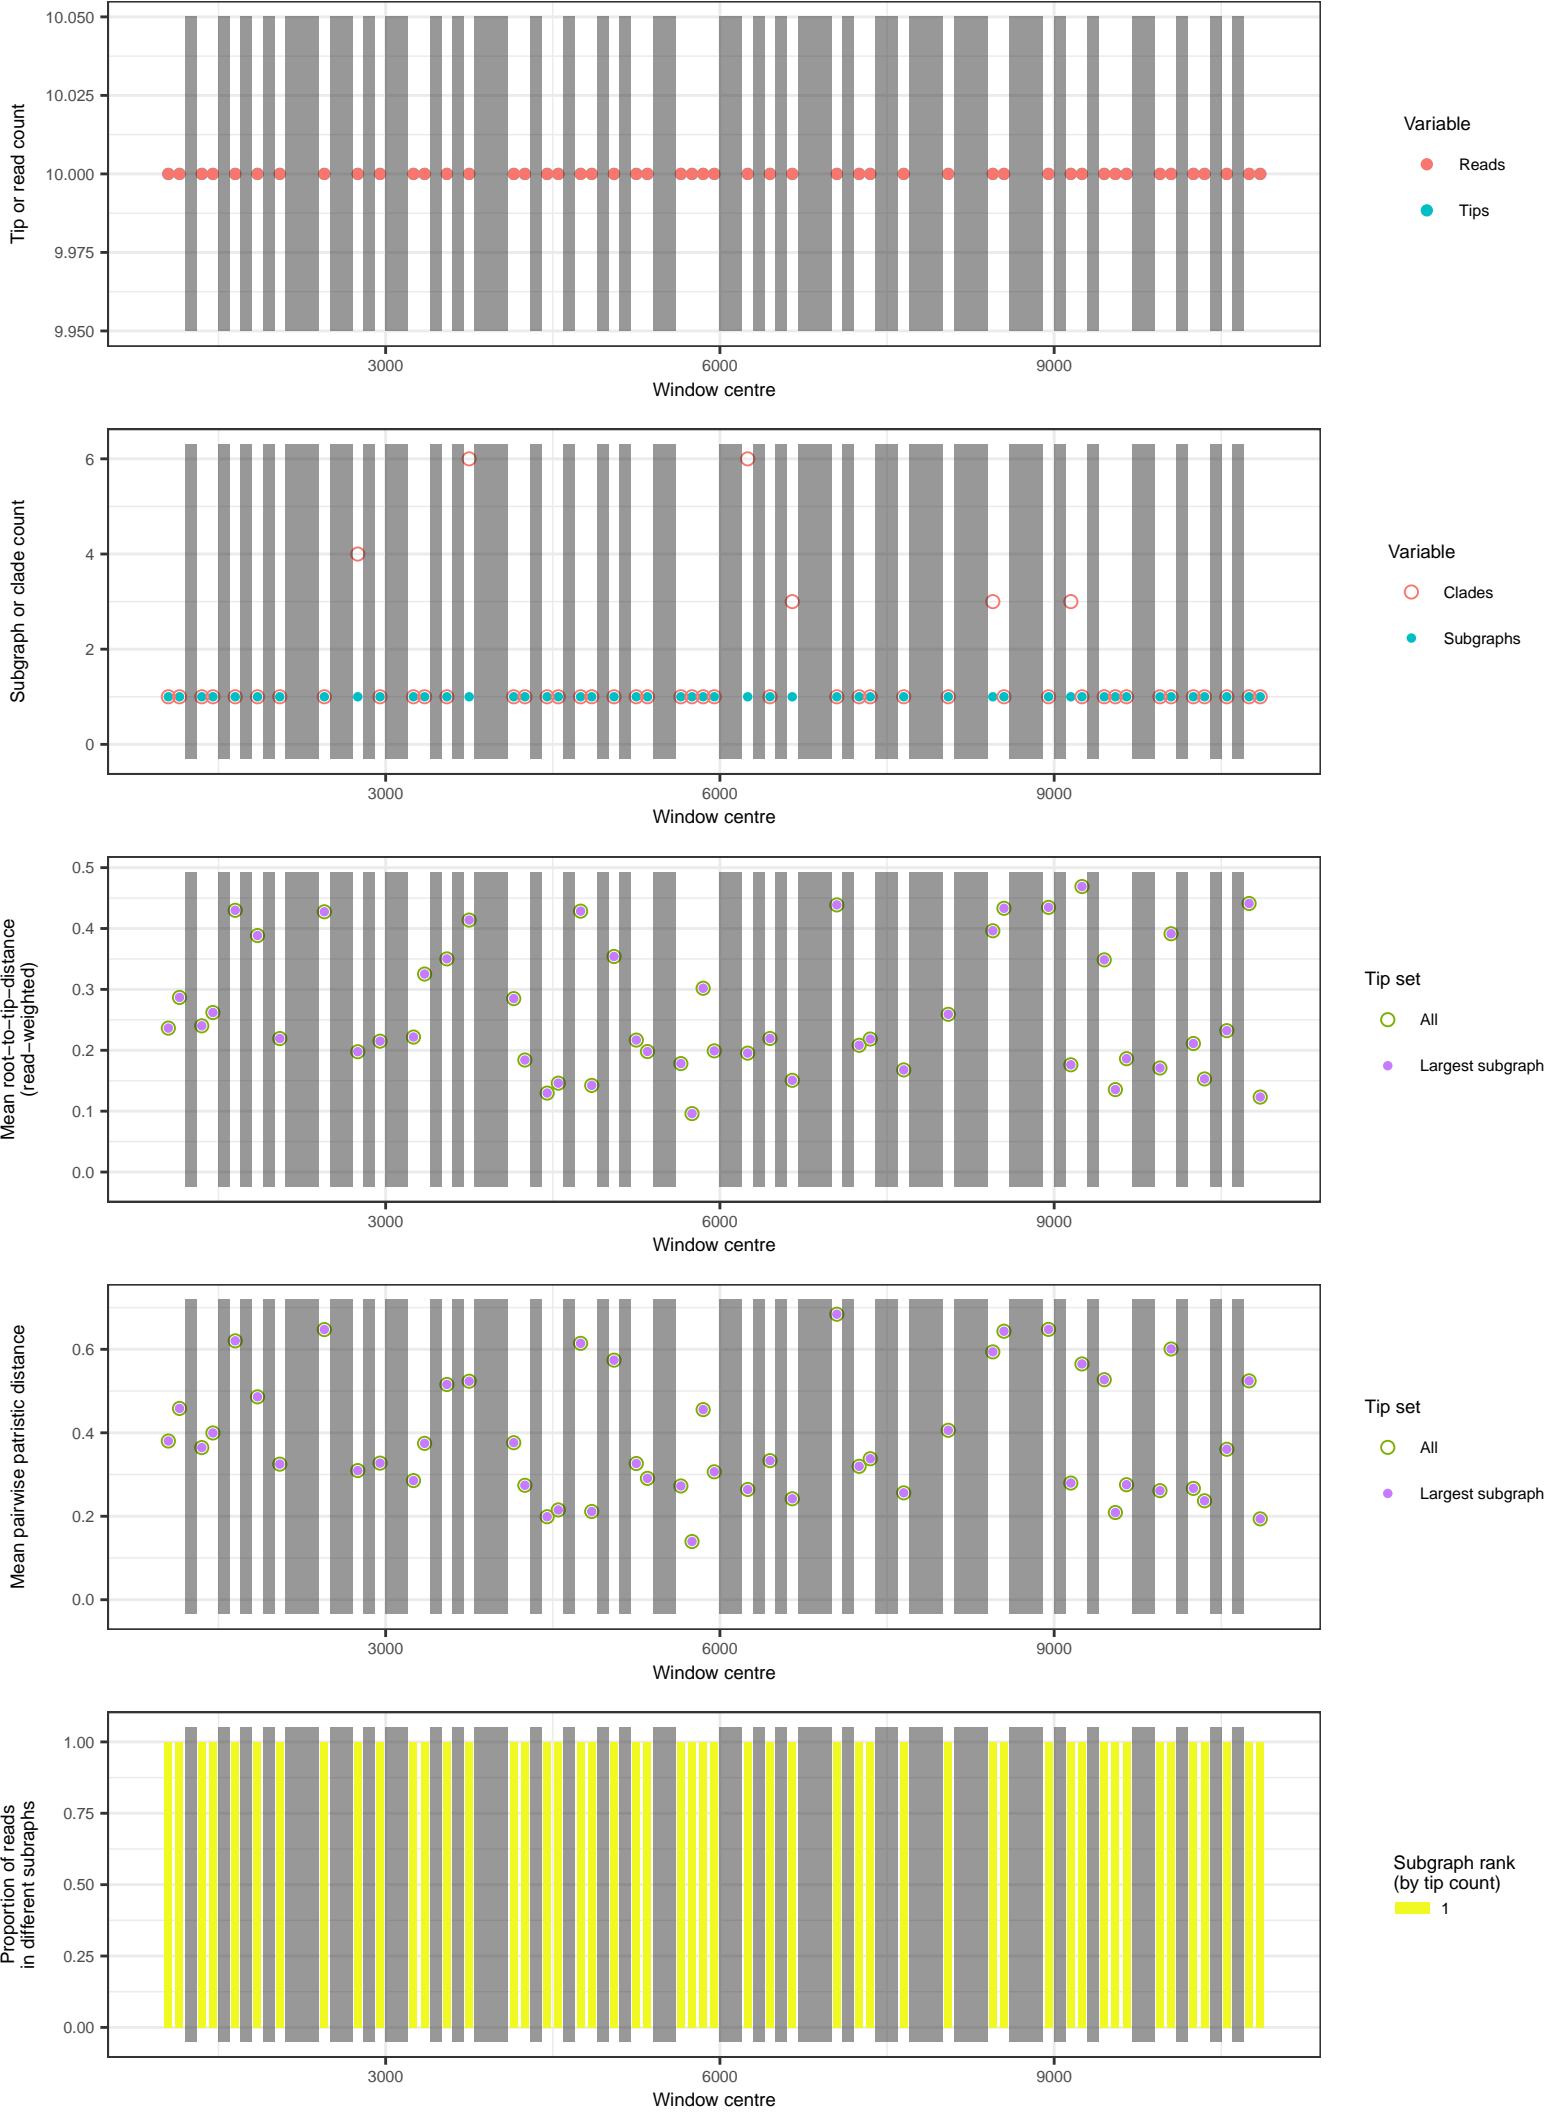 10.050
10.025
10.000
9.975
9.950
Tip or read count
3000
6000
9000
Window centre
Variable
Reads
Tips
6
4
2
0
Subgraph or clade count
3000
6000
9000
Window centre
Variable
Clades
Subgraphs
0.5
0.4
0.3
0.2
0.1
0.0
Mean root−to−tip−distance
(read−weighted)
3000
6000
9000
Window centre
Tip set
All
Largest subgraph
0.6
0.4
0.2
0.0
Mean pairwise patristic distance
3000
6000
9000
Window centre
Tip set
All
Largest subgraph
1.00
0.75
0.50
0.25
0.00
Proportion of reads
in different subraphs
3000
6000
9000
Window centre
Subgraph rank
(by tip count)
1